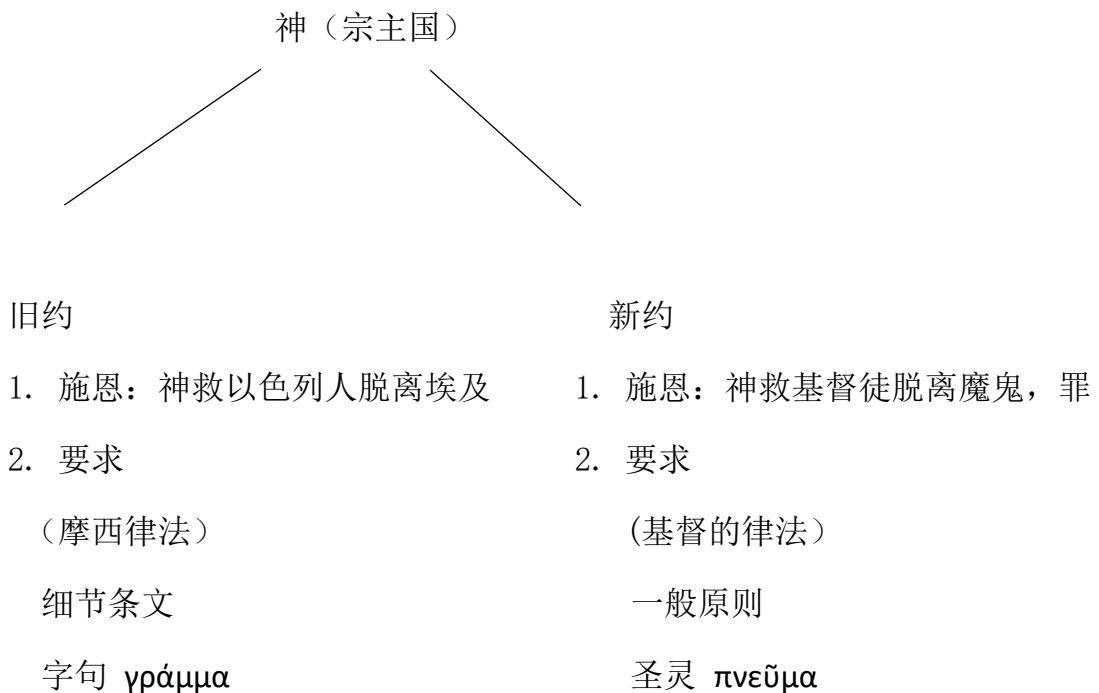 神（宗主国）
旧约
新约
1. 施恩：神救以色列人脱离埃及
1. 施恩：神救基督徒脱离魔鬼，罪
2. 要求
2. 要求
（摩西律法）
(基督的律法）
细节条文
一般原则
字句 γράμμα
圣灵 πνεῦμα